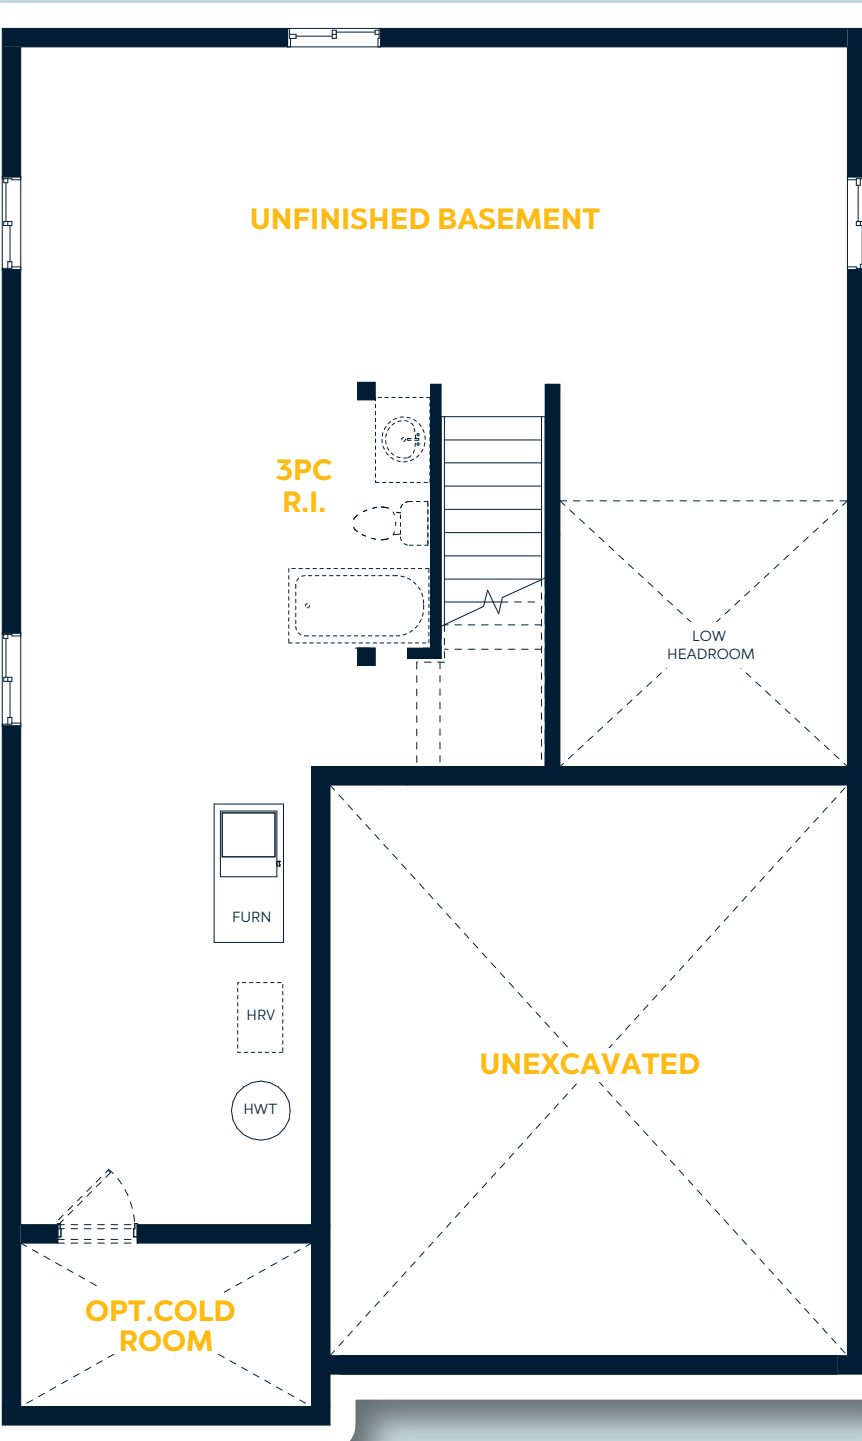 UNFINISHED BASEMENT
3PC
R.I.
LOW
HEADROOM
FURN
HRV
UNEXCAVATED
HWT
OPT.COLD
ROOM